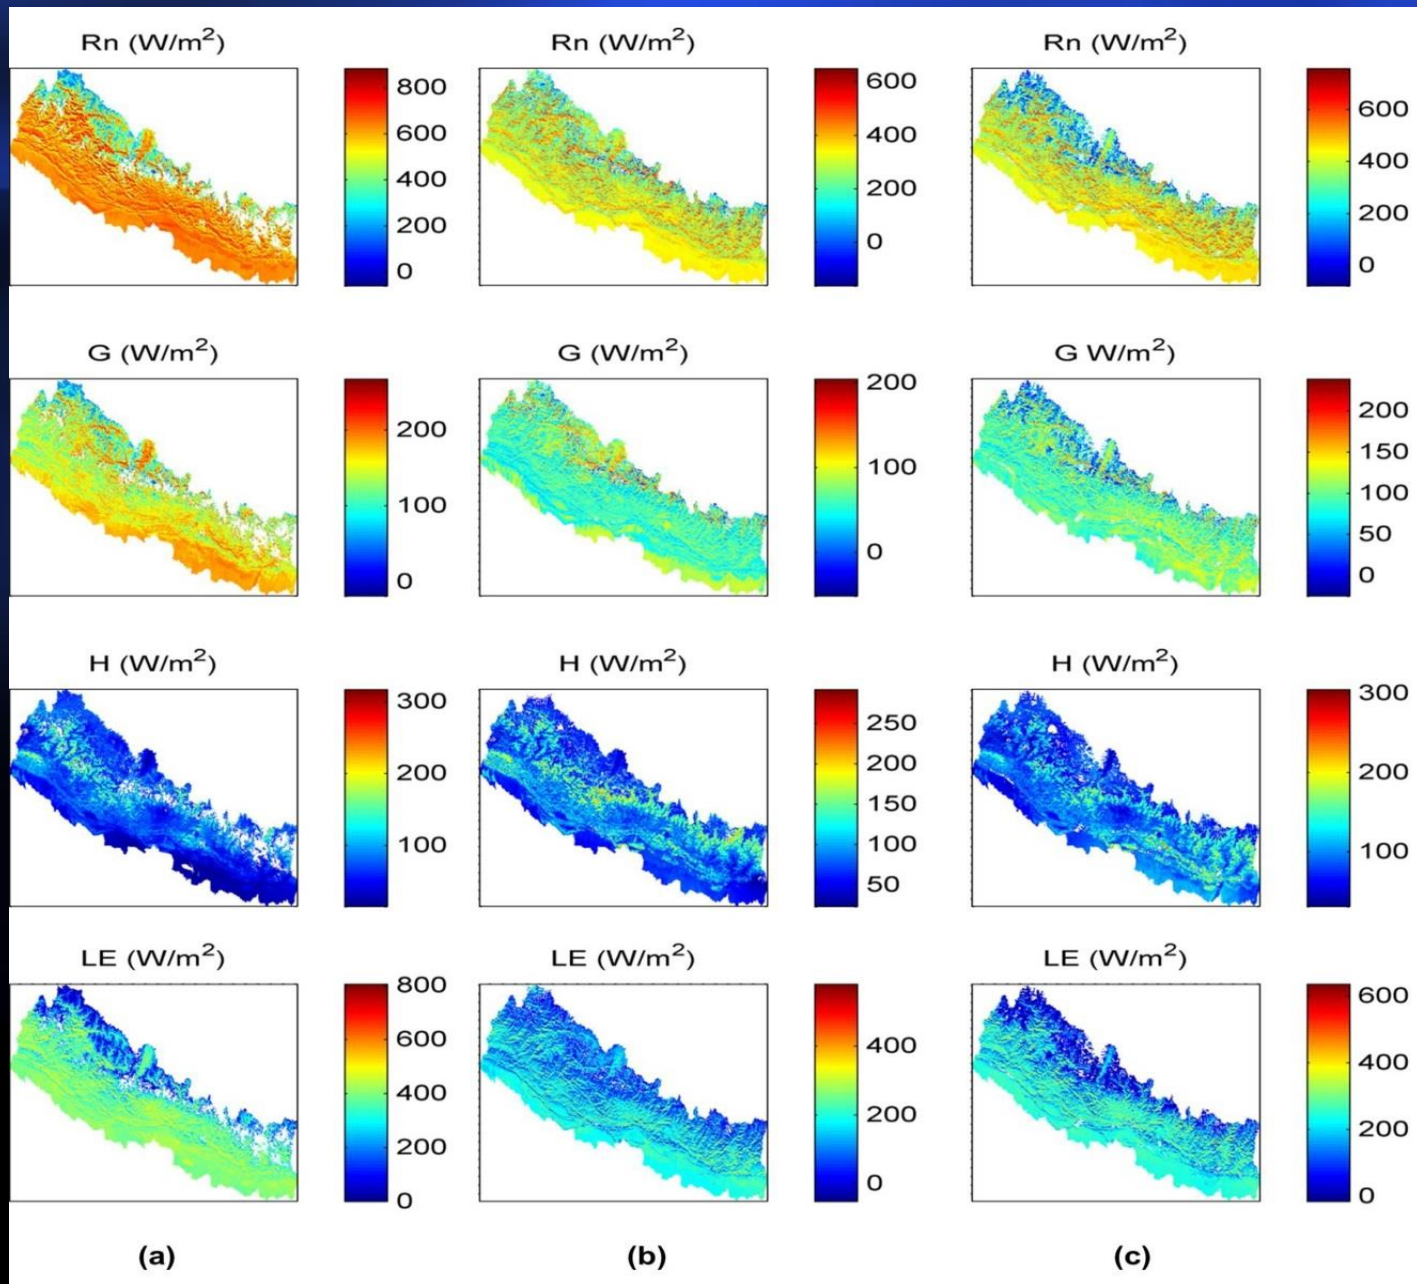 Rn (W/m²) Rn (W/m²) Rn (W/m²)
800 600 400 200 0
600 400 200 0
600 400 200 0
G (W/m²) G (W/m²) G W/m²)
200 100 0
200 100 0
200 150 100 50 0
H (W/m²) H (W/m²) H (W/m²)
300 200 100
250 200 150 100 50
300 200 100
LE (W/m²) LE (W/m²) LE (W/m²)
800 600 400 200 0
400 200 0
600 400 200 0
(a) (b) (c)